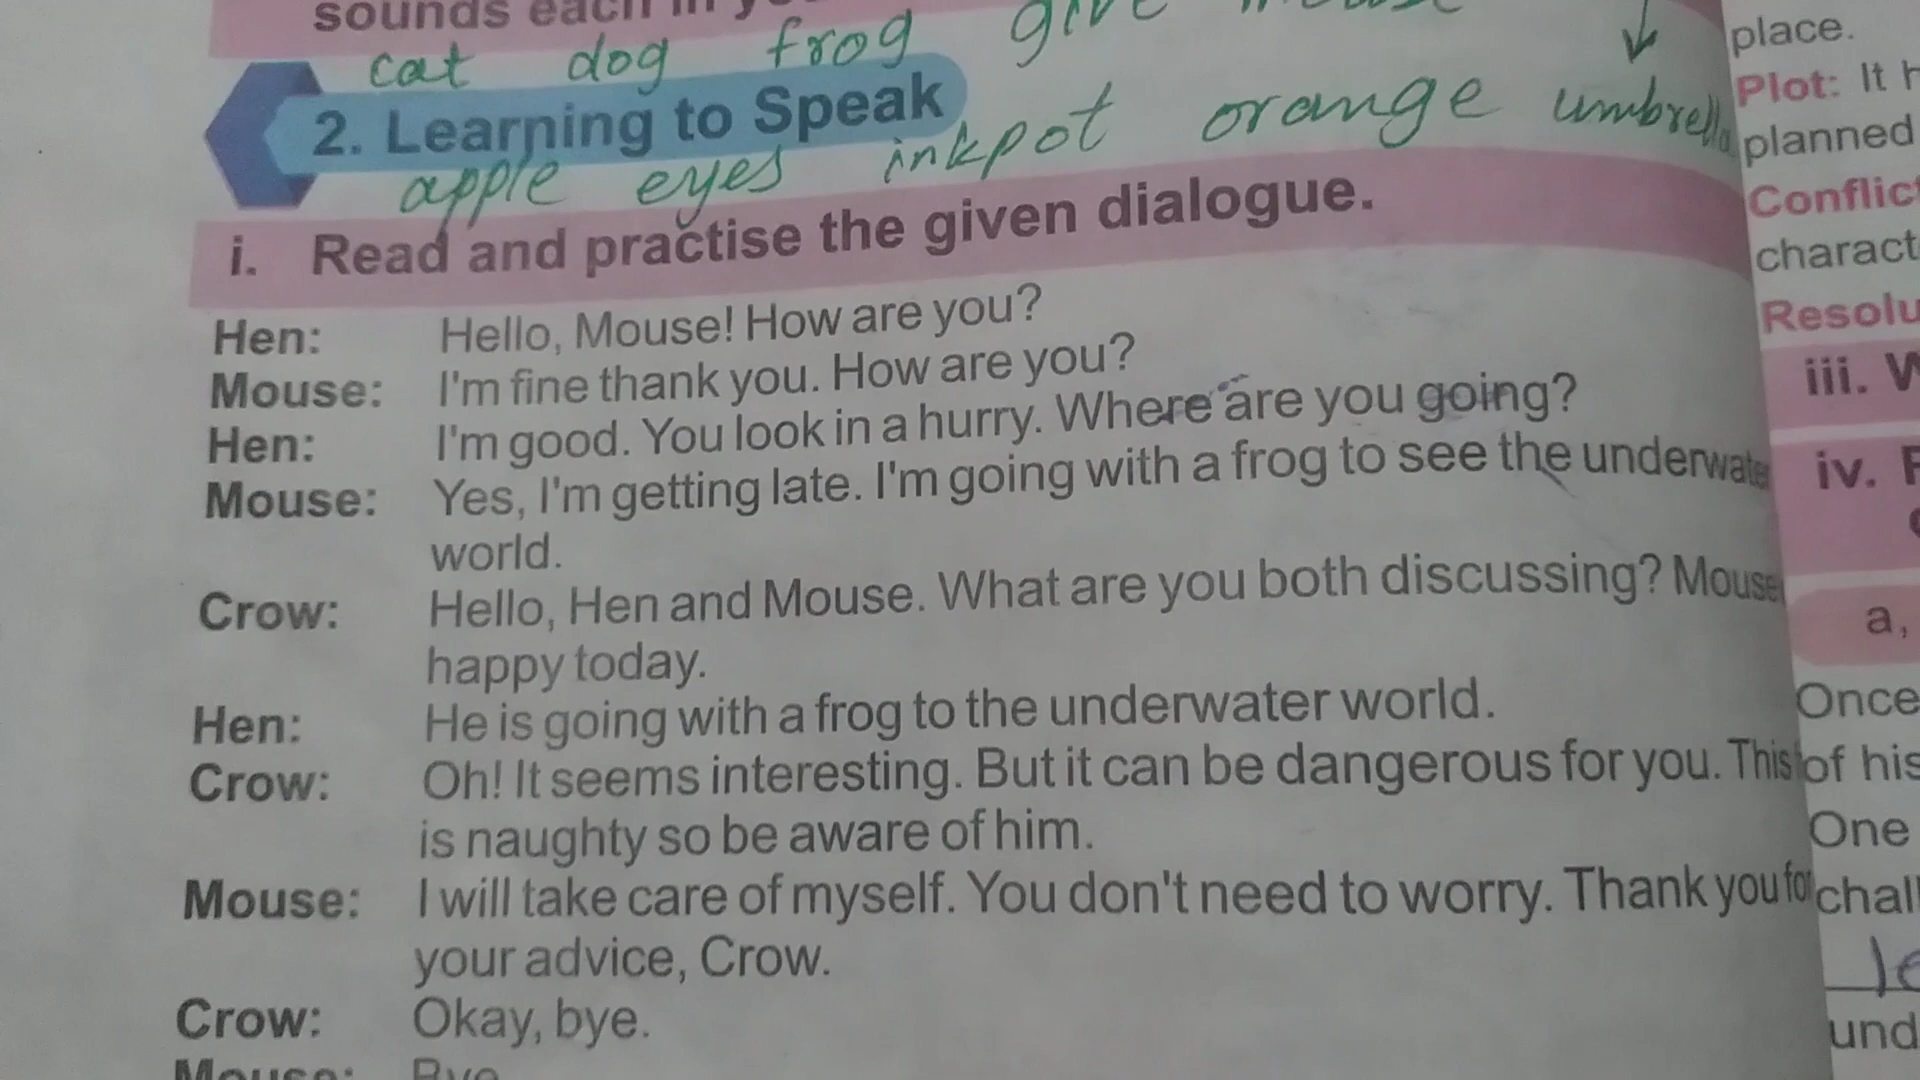 sounds each in
cat dog frog give
2. Learning to Speak
apple eyes inkpot orange umbrella
i. Read and practise the given dialogue.
Hen: Hello, Mouse! How are you?
Mouse: I'm fine thank you. How are you?
Hen: I'm good. You look in a hurry. Where are you going?
Mouse: Yes, I'm getting late. I'm going with a frog to see the underwater
world.
Crow: Hello, Hen and Mouse. What are you both discussing? Mouse
happy today.
Hen: He is going with a frog to the underwater world.
Crow: Oh! It seems interesting. But it can be dangerous for you. This
is naughty so be aware of him.
Mouse: I will take care of myself. You don't need to worry. Thank you for
your advice, Crow.
Crow: Okay, bye.
Mouse: Bye
place.
Plot: It
planned
Conflict
charact
Resolu
iii.
iv.
a,
Once
of his
One
chall
und